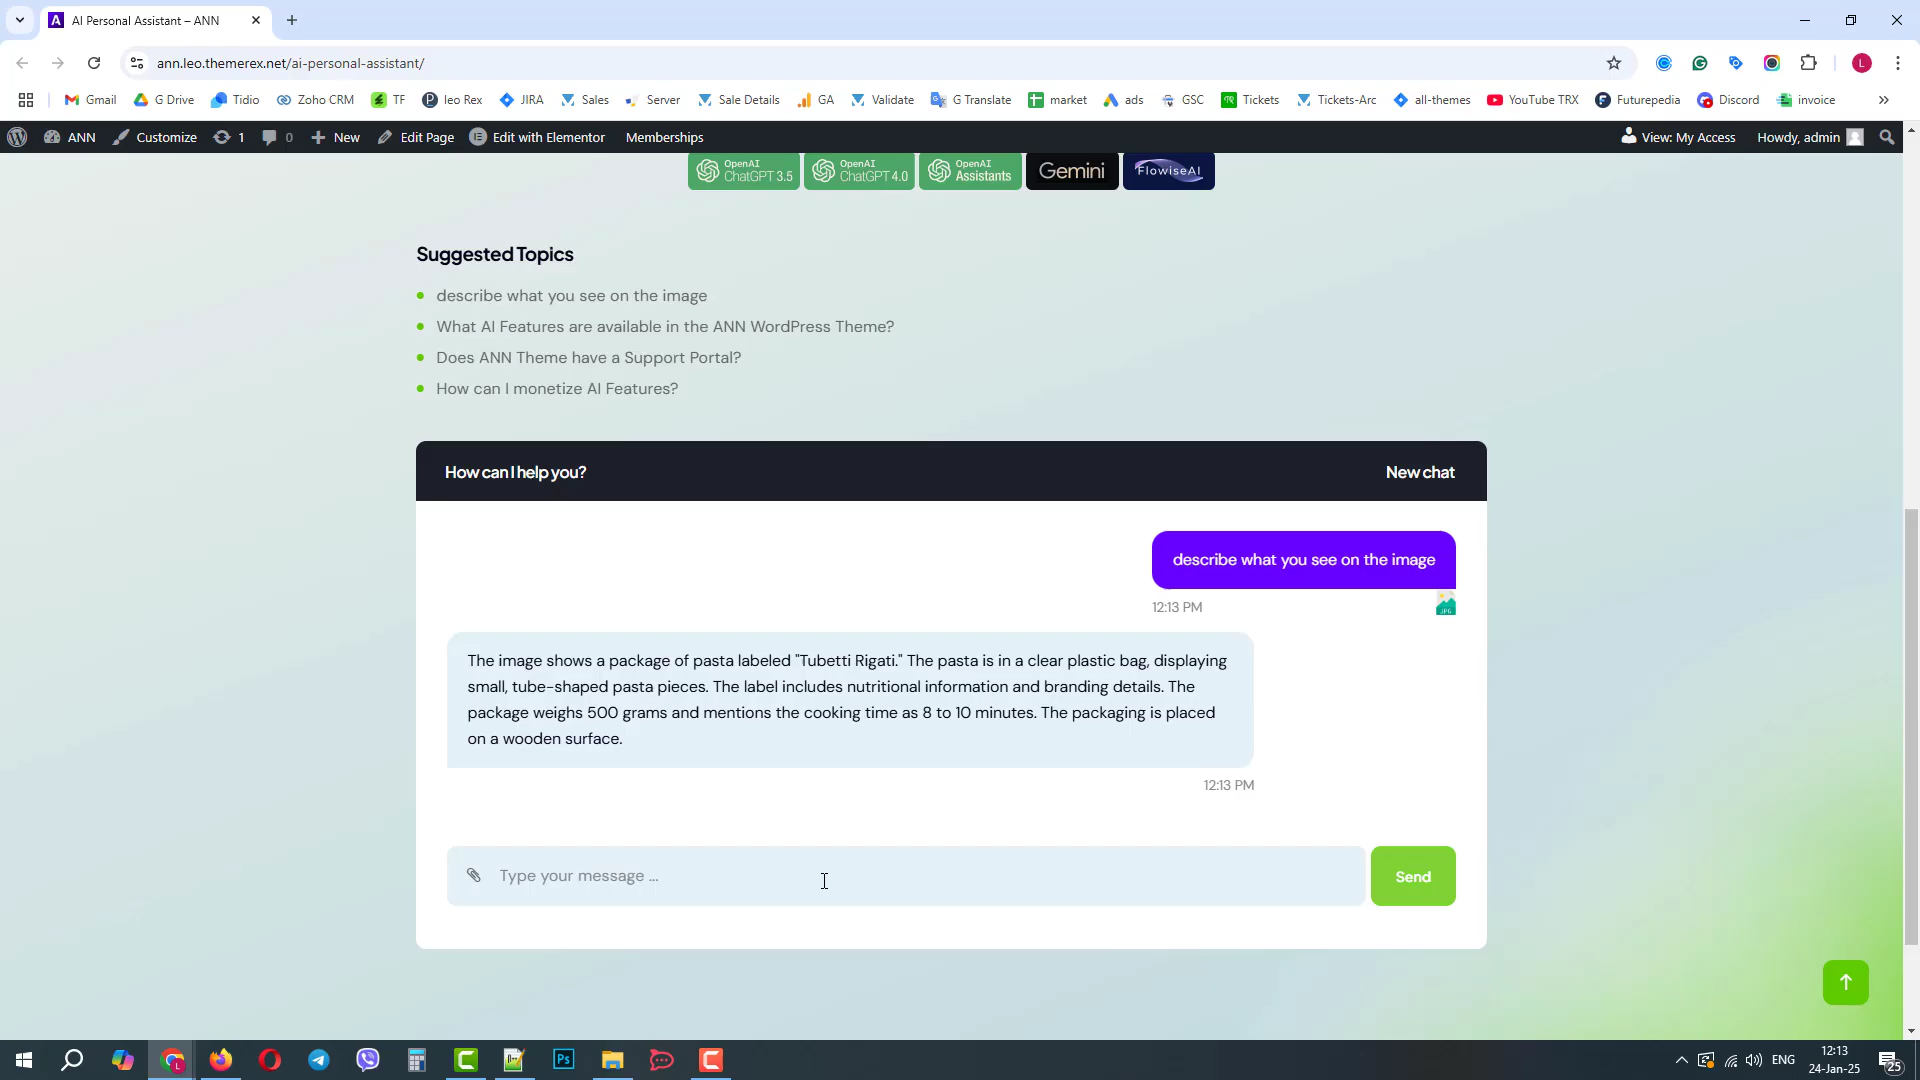 AI Personal Assistant – ANN
ann.leo.themerex.net/ai-personal-assistant/
L
Gmail
G Drive
Tidio
Zoho CRM
TF
leo Rex
JIRA
Sales
Server
Sale Details
GA
Validate
G Translate
market
ads
GSC
Tickets
Tickets-Arc
all-themes
YouTube TRX
Futurepedia
Discord
invoice
ANN
Customize
1
0
New
Edit Page
Edit with Elementor
Memberships
View: My Access
Howdy, admin
OpenAI
ChatGPT 3.5
OpenAI
ChatGPT 4.0
OpenAI
Assistants
Gemini
FlowiseAI
Suggested Topics
describe what you see on the image
What AI Features are available in the ANN WordPress Theme?
Does ANN Theme have a Support Portal?
How can I monetize AI Features?
How can I help you?
New chat
describe what you see on the image
12:13 PM
JPG
The image shows a package of pasta labeled "Tubetti Rigati." The pasta is in a clear plastic bag, displaying
small, tube-shaped pasta pieces. The label includes nutritional information and branding details. The
package weighs 500 grams and mentions the cooking time as 8 to 10 minutes. The packaging is placed
on a wooden surface.
12:13 PM
Type your message ...
Send
Ps
ENG
12:13
24-Jan-25
25